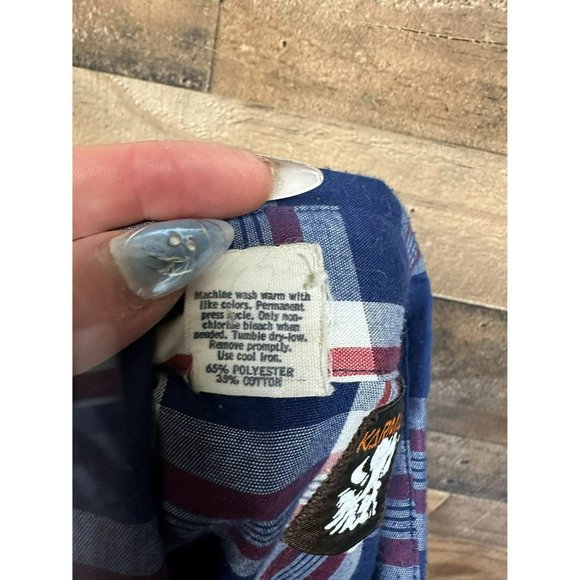 Machine wash warm with
like colors. Permanent
press cycle. Only non-
chlorine bleach when
needed. Tumble dry-low.
Remove promptly.
Use cool iron.
65% POLYESTER
35% COTTON